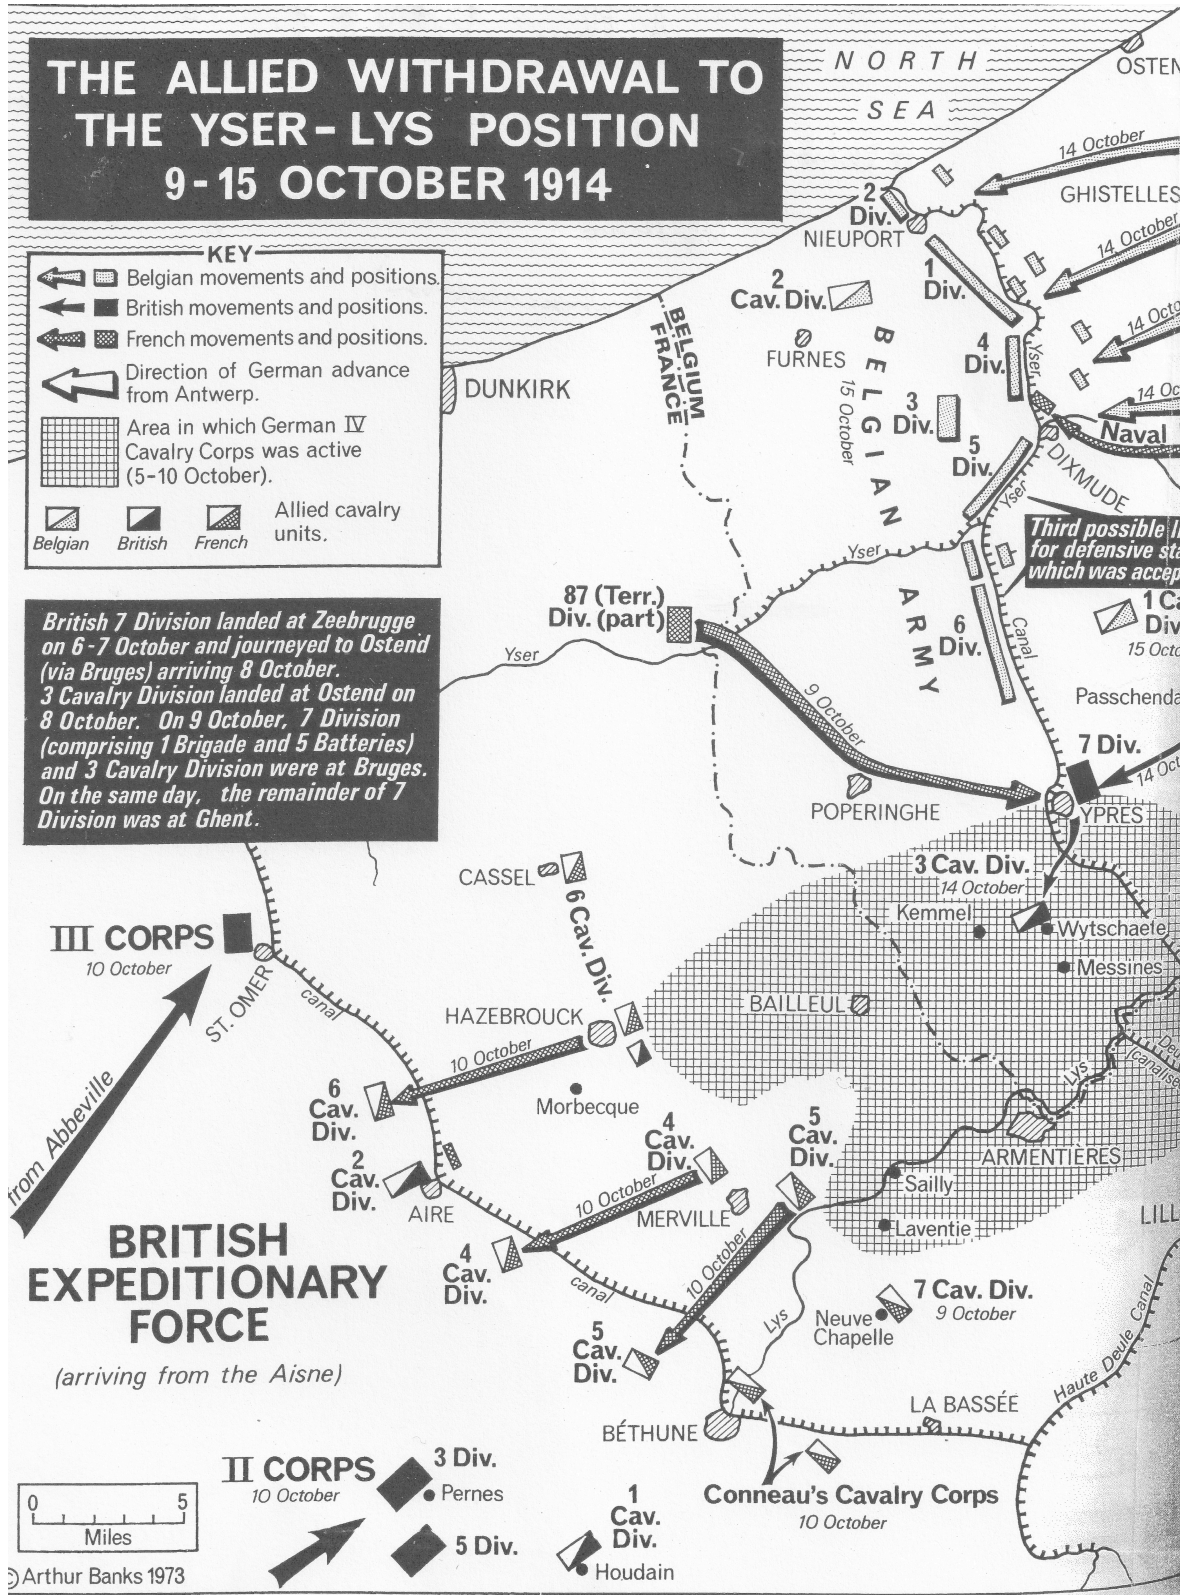 THE ALLIED WITHDRAWAL TO
THE YSER-LYS POSITION
9-15 OCTOBER 1914
NORTH
SEA
KEY
Belgian movements and positions.
British movements and positions.
French movements and positions.
Direction of German advance
from Antwerp.
Area in which German IV
Cavalry Corps was active
(5-10 October).
Allied cavalry
units.
Belgian
British
French
British 7 Division landed at Zeebrugge
on 6-7 October and journeyed to Ostend
(via Bruges) arriving 8 October.
3 Cavalry Division landed at Ostend on
8 October. On 9 October, 7 Division
(comprising 1 Brigade and 5 Batteries)
and 3 Cavalry Division were at Bruges.
On the same day, the remainder of 7
Division was at Ghent.
OSTEN
14 October
GHISTELLES
14 October
2
Div.
NIEUPORT
1
Div.
2
Cav. Div.
FURNES
BELGIUM
FRANCE
DUNKIRK
BELGIAN
ARMY
15 October
4
Div.
Yser
14 Octo
3
Div.
14 Oc
Naval
5
Div.
DIXMUDE
Yser
Third possible l
for defensive sta
which was accep
Yser
87 (Terr.)
Div. (part)
Yser
9 October
6
Div.
Canal
1 Ca
Div
15 Octo
Passchenda
7 Div.
14 Oct
POPERINGHE
YPRES
3 Cav. Div.
14 October
Kemmel
Wytschaete
Messines
CASSEL
6 Cav. Div.
III CORPS
10 October
ST. OMER
canal
BAILLEUL
HAZEBROUCK
10 October
from Abbeville
6
Cav.
Div.
Morbecque
Lys
Deu
(canalise
ARMENTIÈRES
2
Cav.
Div.
AIRE
4
Cav.
Div.
5
Cav.
Div.
10 October
MERVILLE
Sailly
Laventie
LILL
BRITISH
EXPEDITIONARY
FORCE
(arriving from the Aisne)
4
Cav.
Div.
canal
10 October
Lys
7 Cav. Div.
9 October
Neuve
Chapelle
5
Cav.
Div.
Haute Deule Canal
LA BASSÉE
BÉTHUNE
II CORPS
10 October
3 Div.
Pernes
5 Div.
1
Cav.
Div.
Houdain
Conneau's Cavalry Corps
10 October
0 5
Miles
© Arthur Banks 1973